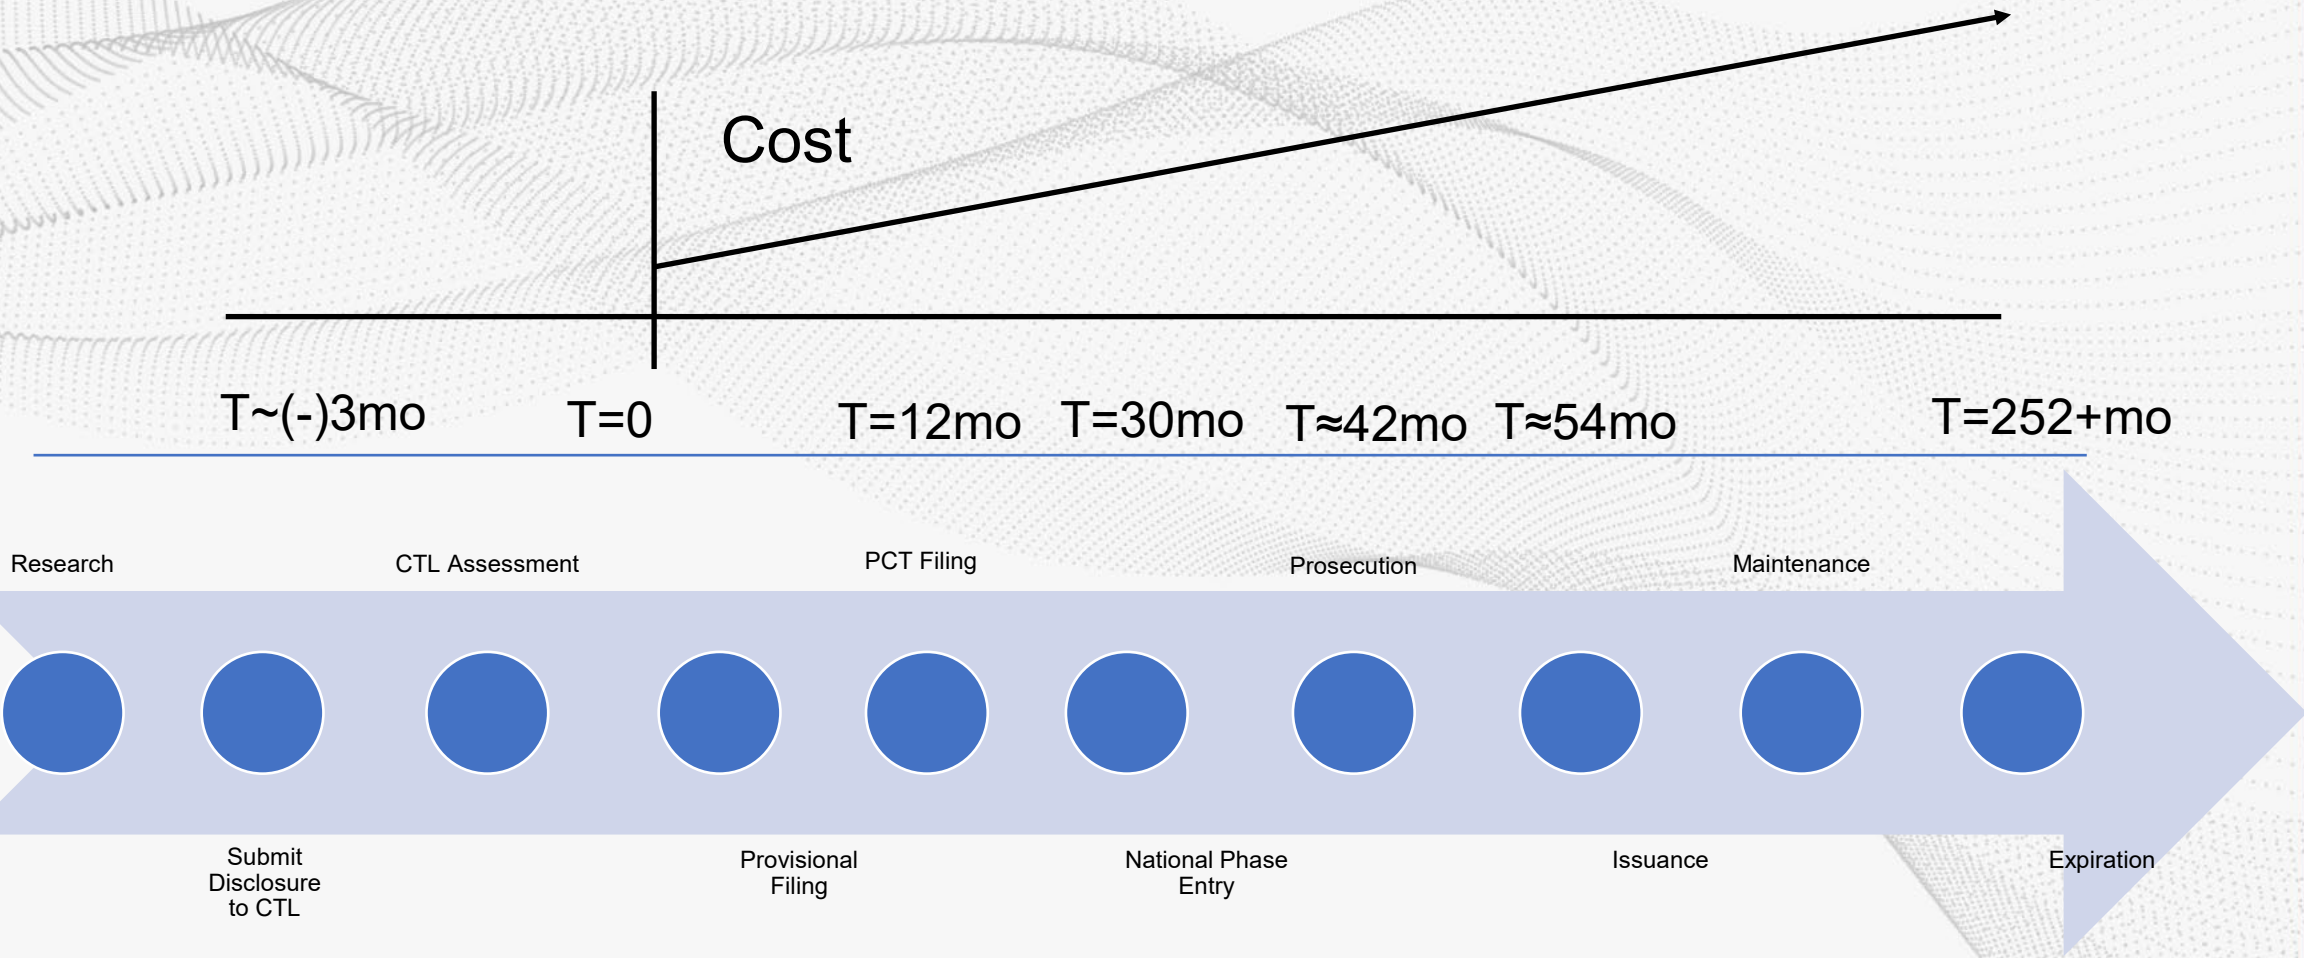 Cost
T~(-)3mo
T=0
T=12mo
T=30mo
T≈42mo
T≈54mo
T=252+mo
Research
CTL Assessment
PCT Filing
Prosecution
Maintenance
Submit
Disclosure
to CTL
Provisional
Filing
National Phase
Entry
Issuance
Expiration